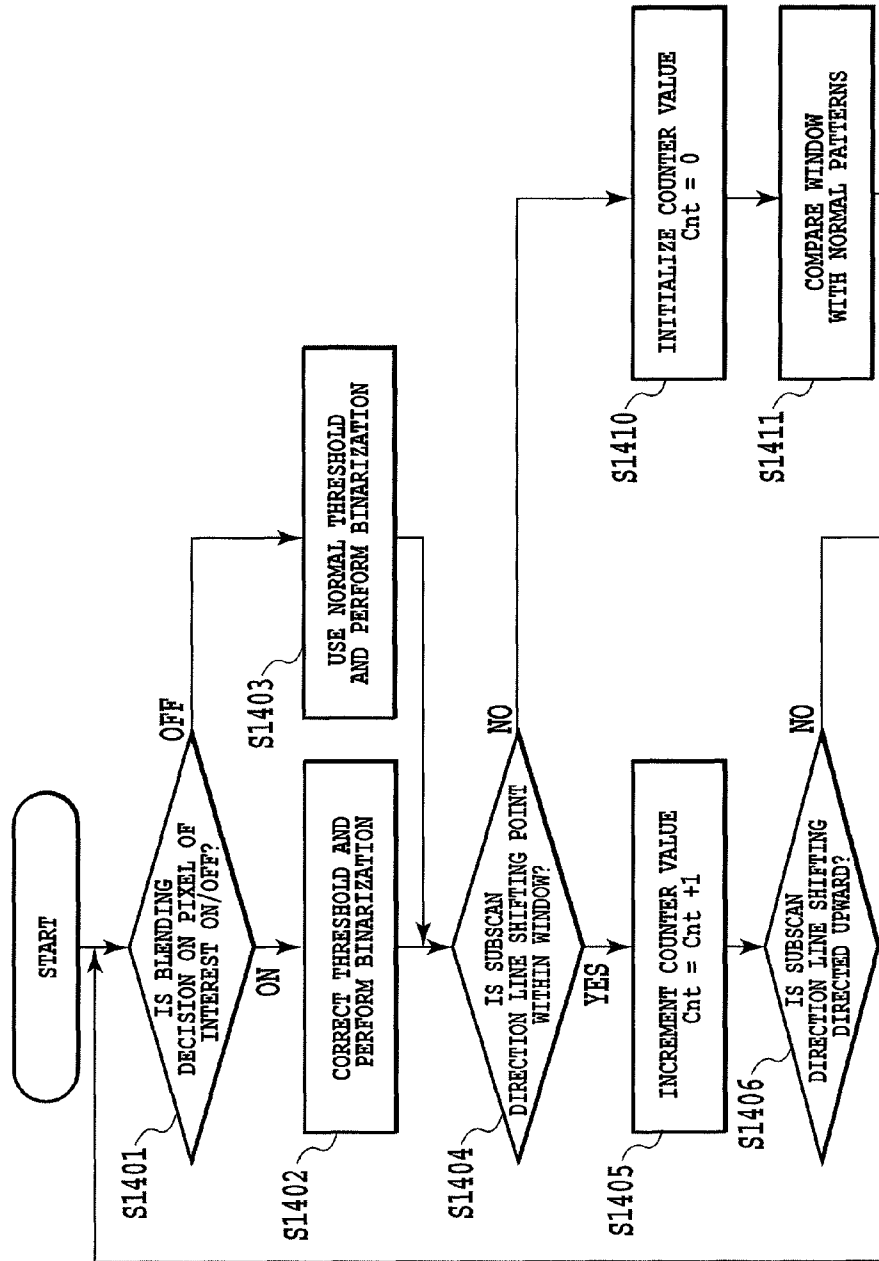 START
S1401
IS BLENDING
DECISION ON PIXEL OF
INTEREST ON/OFF?
OFF
ON
S1402
CORRECT THRESHOLD AND
PERFORM BINARIZATION
S1403
USE NORMAL THRESHOLD
AND PERFORM BINARIZATION
S1404
IS SUBSCAN
DIRECTION LINE SHIFTING POINT
WITHIN WINDOW?
NO
YES
S1405
INCREMENT COUNTER VALUE
Cnt = Cnt +1
S1406
IS SUBSCAN
DIRECTION LINE SHIFTING
DIRECTED UPWARD?
NO
S1410
INITIALIZE COUNTER VALUE
Cnt = 0
S1411
COMPARE WINDOW
WITH NORMAL PATTERNS